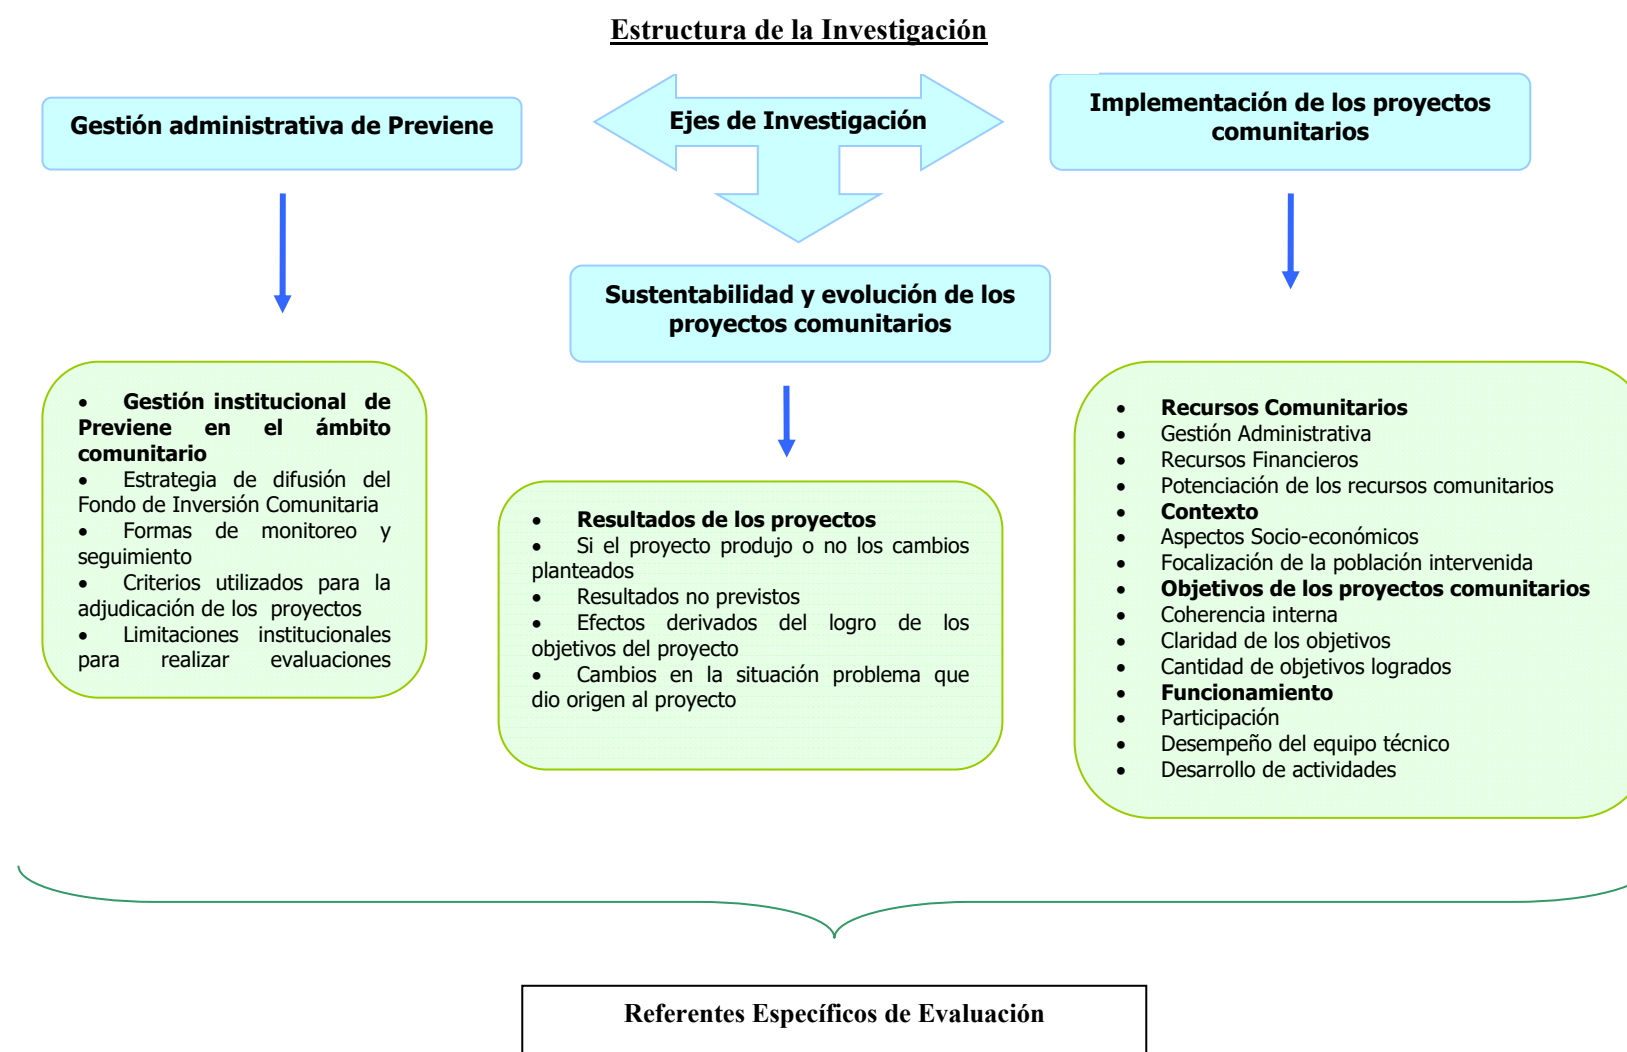 Estructura de la Investigación
Gestión administrativa de Previene
Ejes de Investigación
Implementación de los proyectos
comunitarios
Sustentabilidad y evolución de los
proyectos comunitarios
• Gestión institucional de
Previene en el ámbito
comunitario
• Estrategia de difusión del
Fondo de Inversión Comunitaria
• Formas de monitoreo y
seguimiento
• Criterios utilizados para la
adjudicación de los proyectos
• Limitaciones institucionales
para realizar evaluaciones
• Resultados de los proyectos
• Si el proyecto produjo o no los cambios
planteados
• Resultados no previstos
• Efectos derivados del logro de los
objetivos del proyecto
• Cambios en la situación problema que
dio origen al proyecto
• Recursos Comunitarios
• Gestión Administrativa
• Recursos Financieros
• Potenciación de los recursos comunitarios
• Contexto
• Aspectos Socio-económicos
• Focalización de la población intervenida
• Objetivos de los proyectos comunitarios
• Coherencia interna
• Claridad de los objetivos
• Cantidad de objetivos logrados
• Funcionamiento
• Participación
• Desempeño del equipo técnico
• Desarrollo de actividades
Referentes Específicos de Evaluación